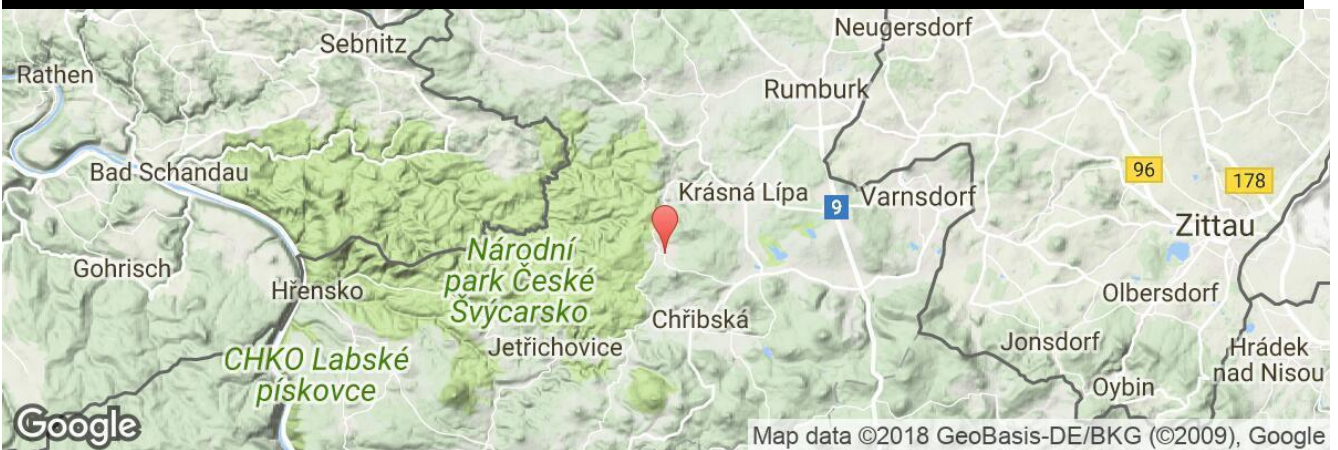 Neugersdorf
Sebnitz
Rathen
Rumburk
Bad Schandau
96
178
Krásná Lípa
9
Varnsdorf
Zittau
Národní
park České
Švýcarsko
Gohrisch
Hřensko
Olbersdorf
Chřibská
Jetřichovice
Jonsdorf
Hrádek
nad Nisou
CHKO Labské
pískovce
Oybin
Google
Map data ©2018 GeoBasis-DE/BKG (©2009), Google